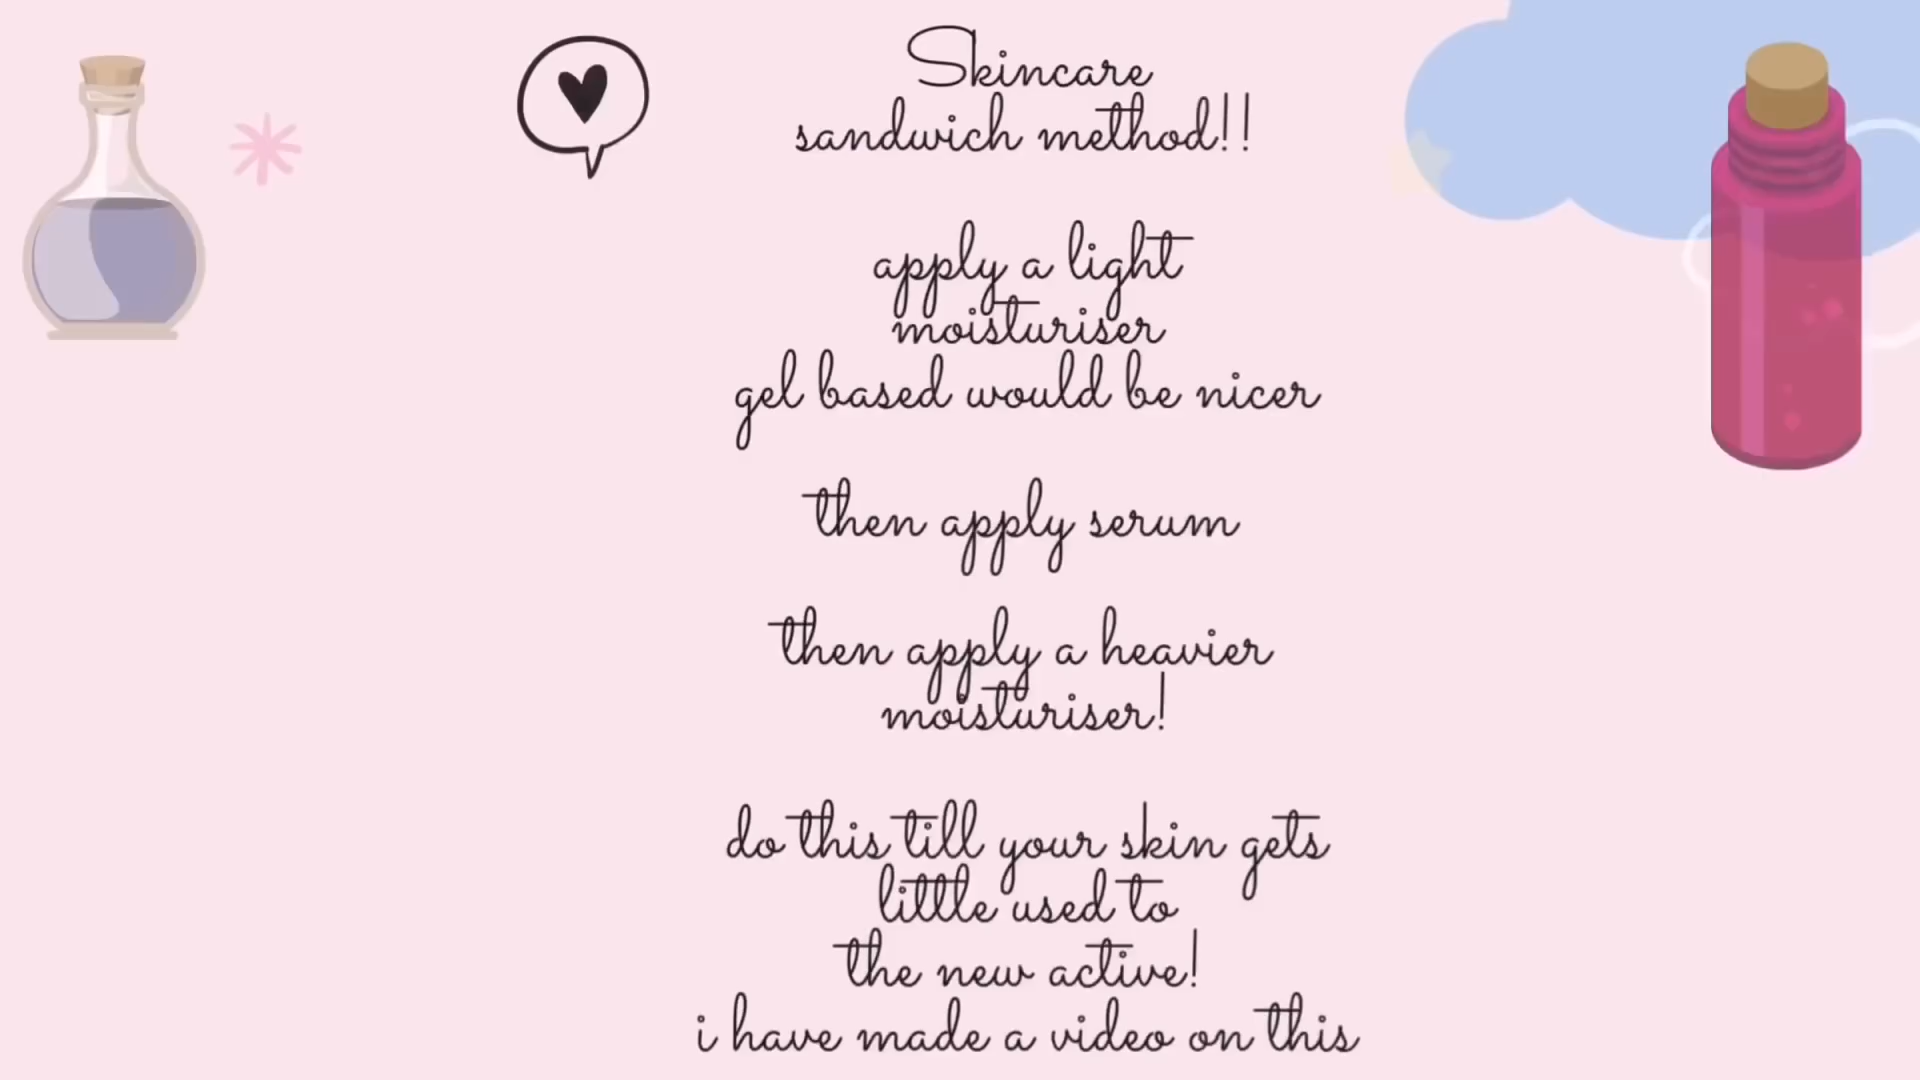 Skincare
sandwich method!!
apply a light
moisturiser
gel based would be nicer
then apply serum
then apply a heavier
moisturiser!
do this till your skin gets
little used to
the new active!
i have made a video on this